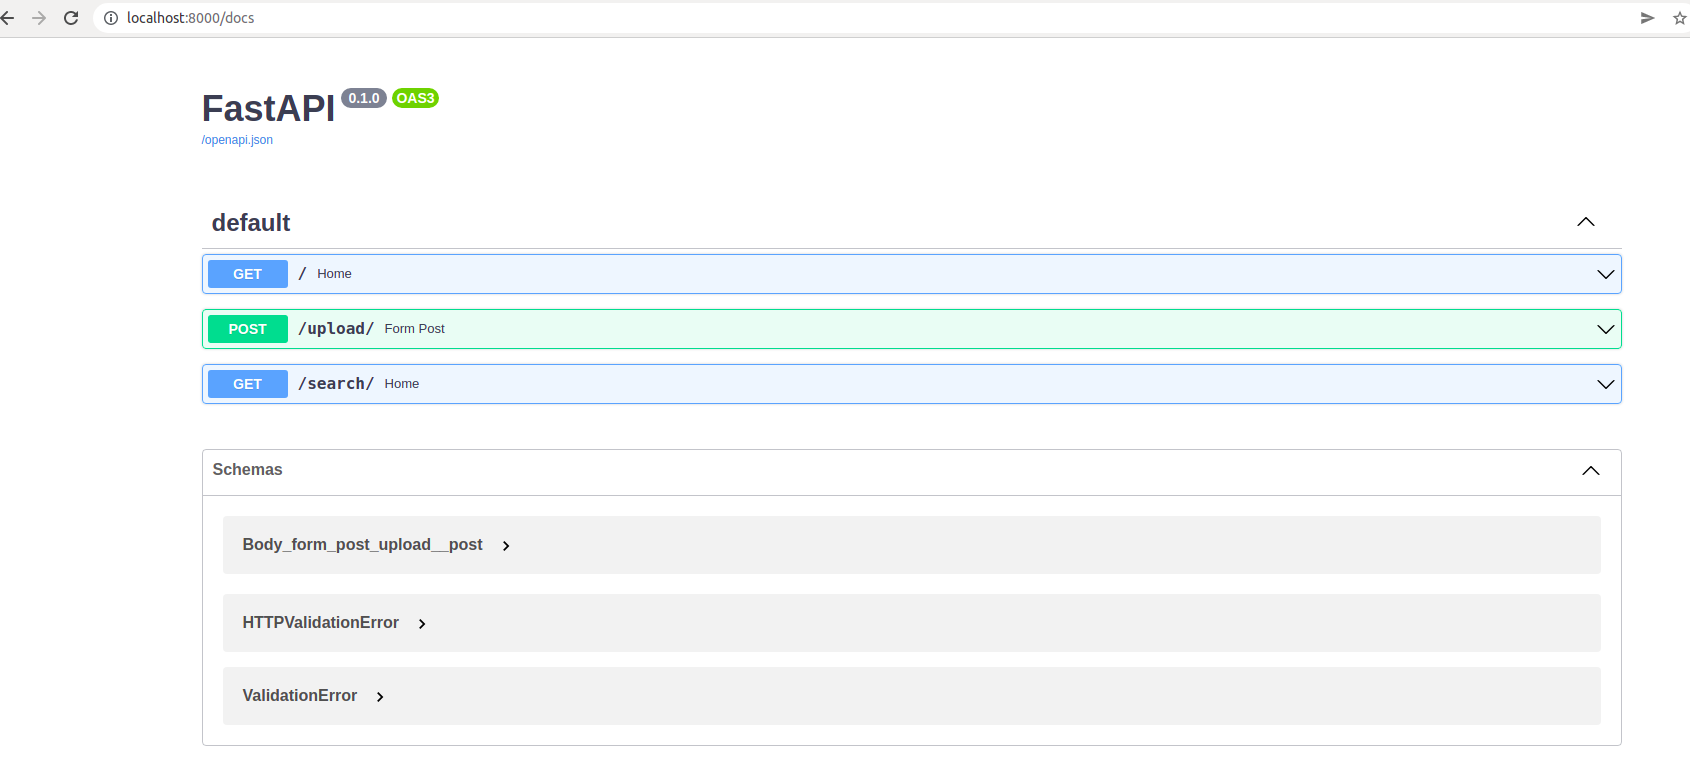 localhost:8000/docs
FastAPI 0.1.0 OAS3
/openapi.json
default
GET / Home
POST /upload/ Form Post
GET /search/ Home
Schemas
Body_form_post_upload__post
HTTPValidationError
ValidationError